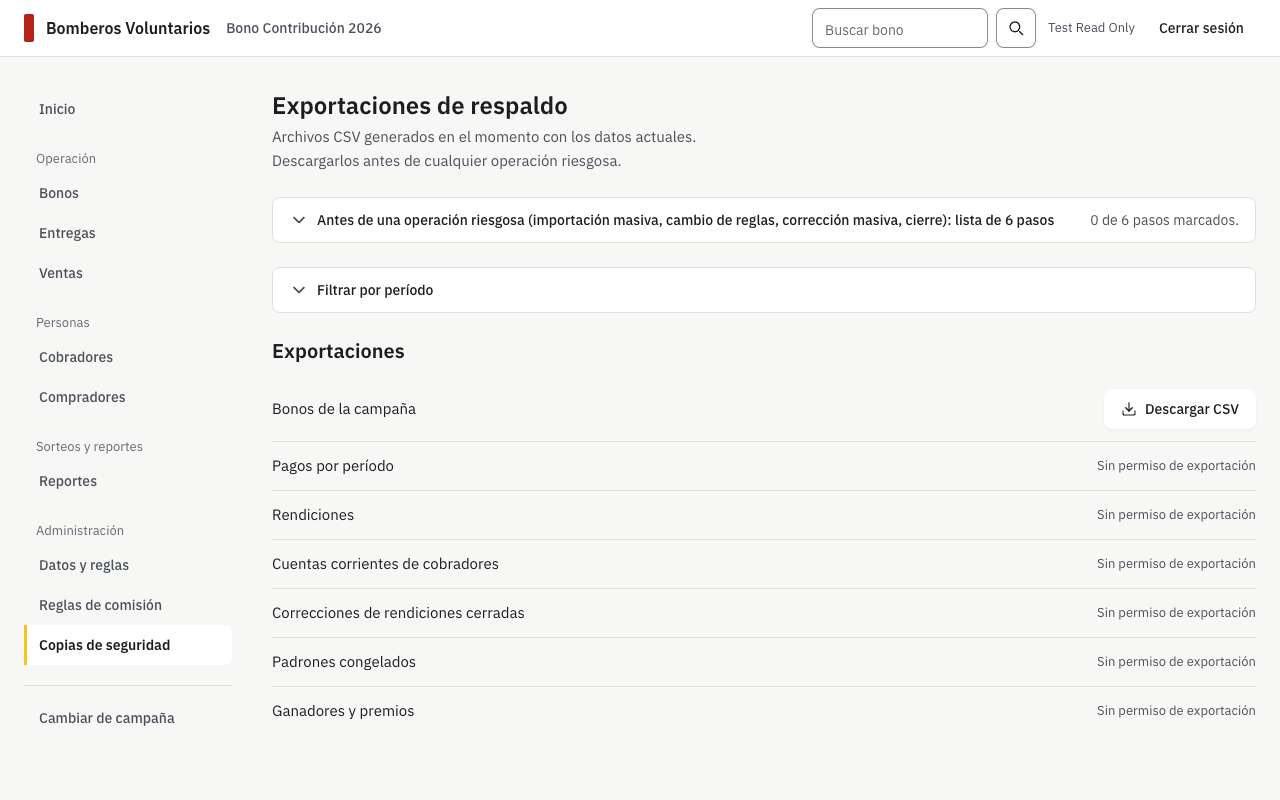 Bomberos Voluntarios
Bono Contribución 2026
Buscar bono
Test Read Only
Cerrar sesión
Inicio
Operación
Bonos
Entregas
Ventas
Personas
Cobradores
Compradores
Sorteos y reportes
Reportes
Administración
Datos y reglas
Reglas de comisión
Copias de seguridad
Cambiar de campaña
Exportaciones de respaldo
Archivos CSV generados en el momento con los datos actuales.
Descargarlos antes de cualquier operación riesgosa.
Antes de una operación riesgosa (importación masiva, cambio de reglas, corrección masiva, cierre): lista de 6 pasos
0 de 6 pasos marcados.
Filtrar por período
Exportaciones
Bonos de la campaña
Descargar CSV
Pagos por período
Sin permiso de exportación
Rendiciones
Sin permiso de exportación
Cuentas corrientes de cobradores
Sin permiso de exportación
Correcciones de rendiciones cerradas
Sin permiso de exportación
Padrones congelados
Sin permiso de exportación
Ganadores y premios
Sin permiso de exportación